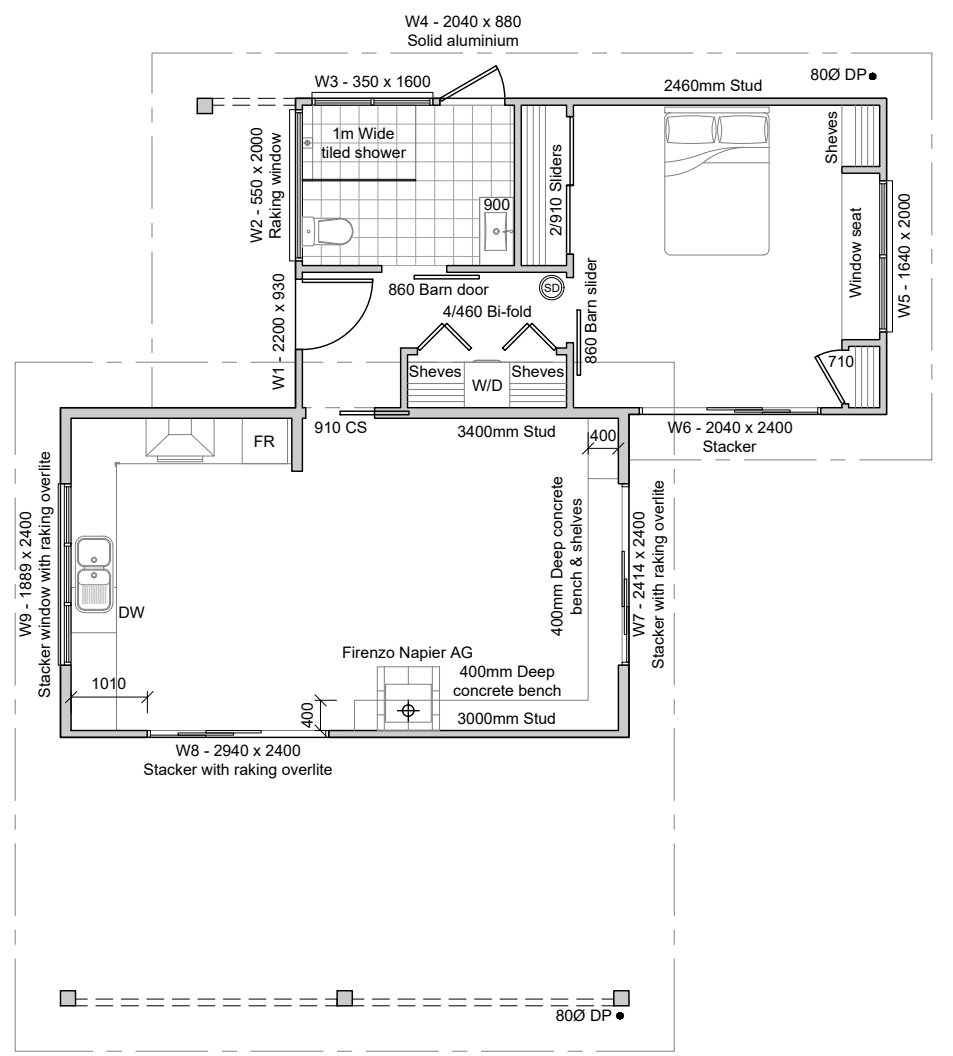 W4 - 2040 x 880
Solid aluminium
80Ø DP
W3 - 350 x 1600
2460mm Stud
1m Wide
tiled shower
W2 - 550 x 2000
Raking window
2/910 Sliders
Sheves
900
Window seat
W5 - 1640 x 2000
860 Barn door
SD
860 Barn slider
4/460 Bi-fold
W1 - 2200 x 930
Sheves
W/D
Sheves
710
910 CS
3400mm Stud
W6 - 2040 x 2400
Stacker
FR
400
W9 - 1889 x 2400
Stacker window with raking overlite
400mm Deep concrete
bench & shelves
W7 - 2414 x 2400
Stacker with raking overlite
DW
Firenzo Napier AG
400mm Deep
concrete bench
1010
400
3000mm Stud
W8 - 2940 x 2400
Stacker with raking overlite
80Ø DP